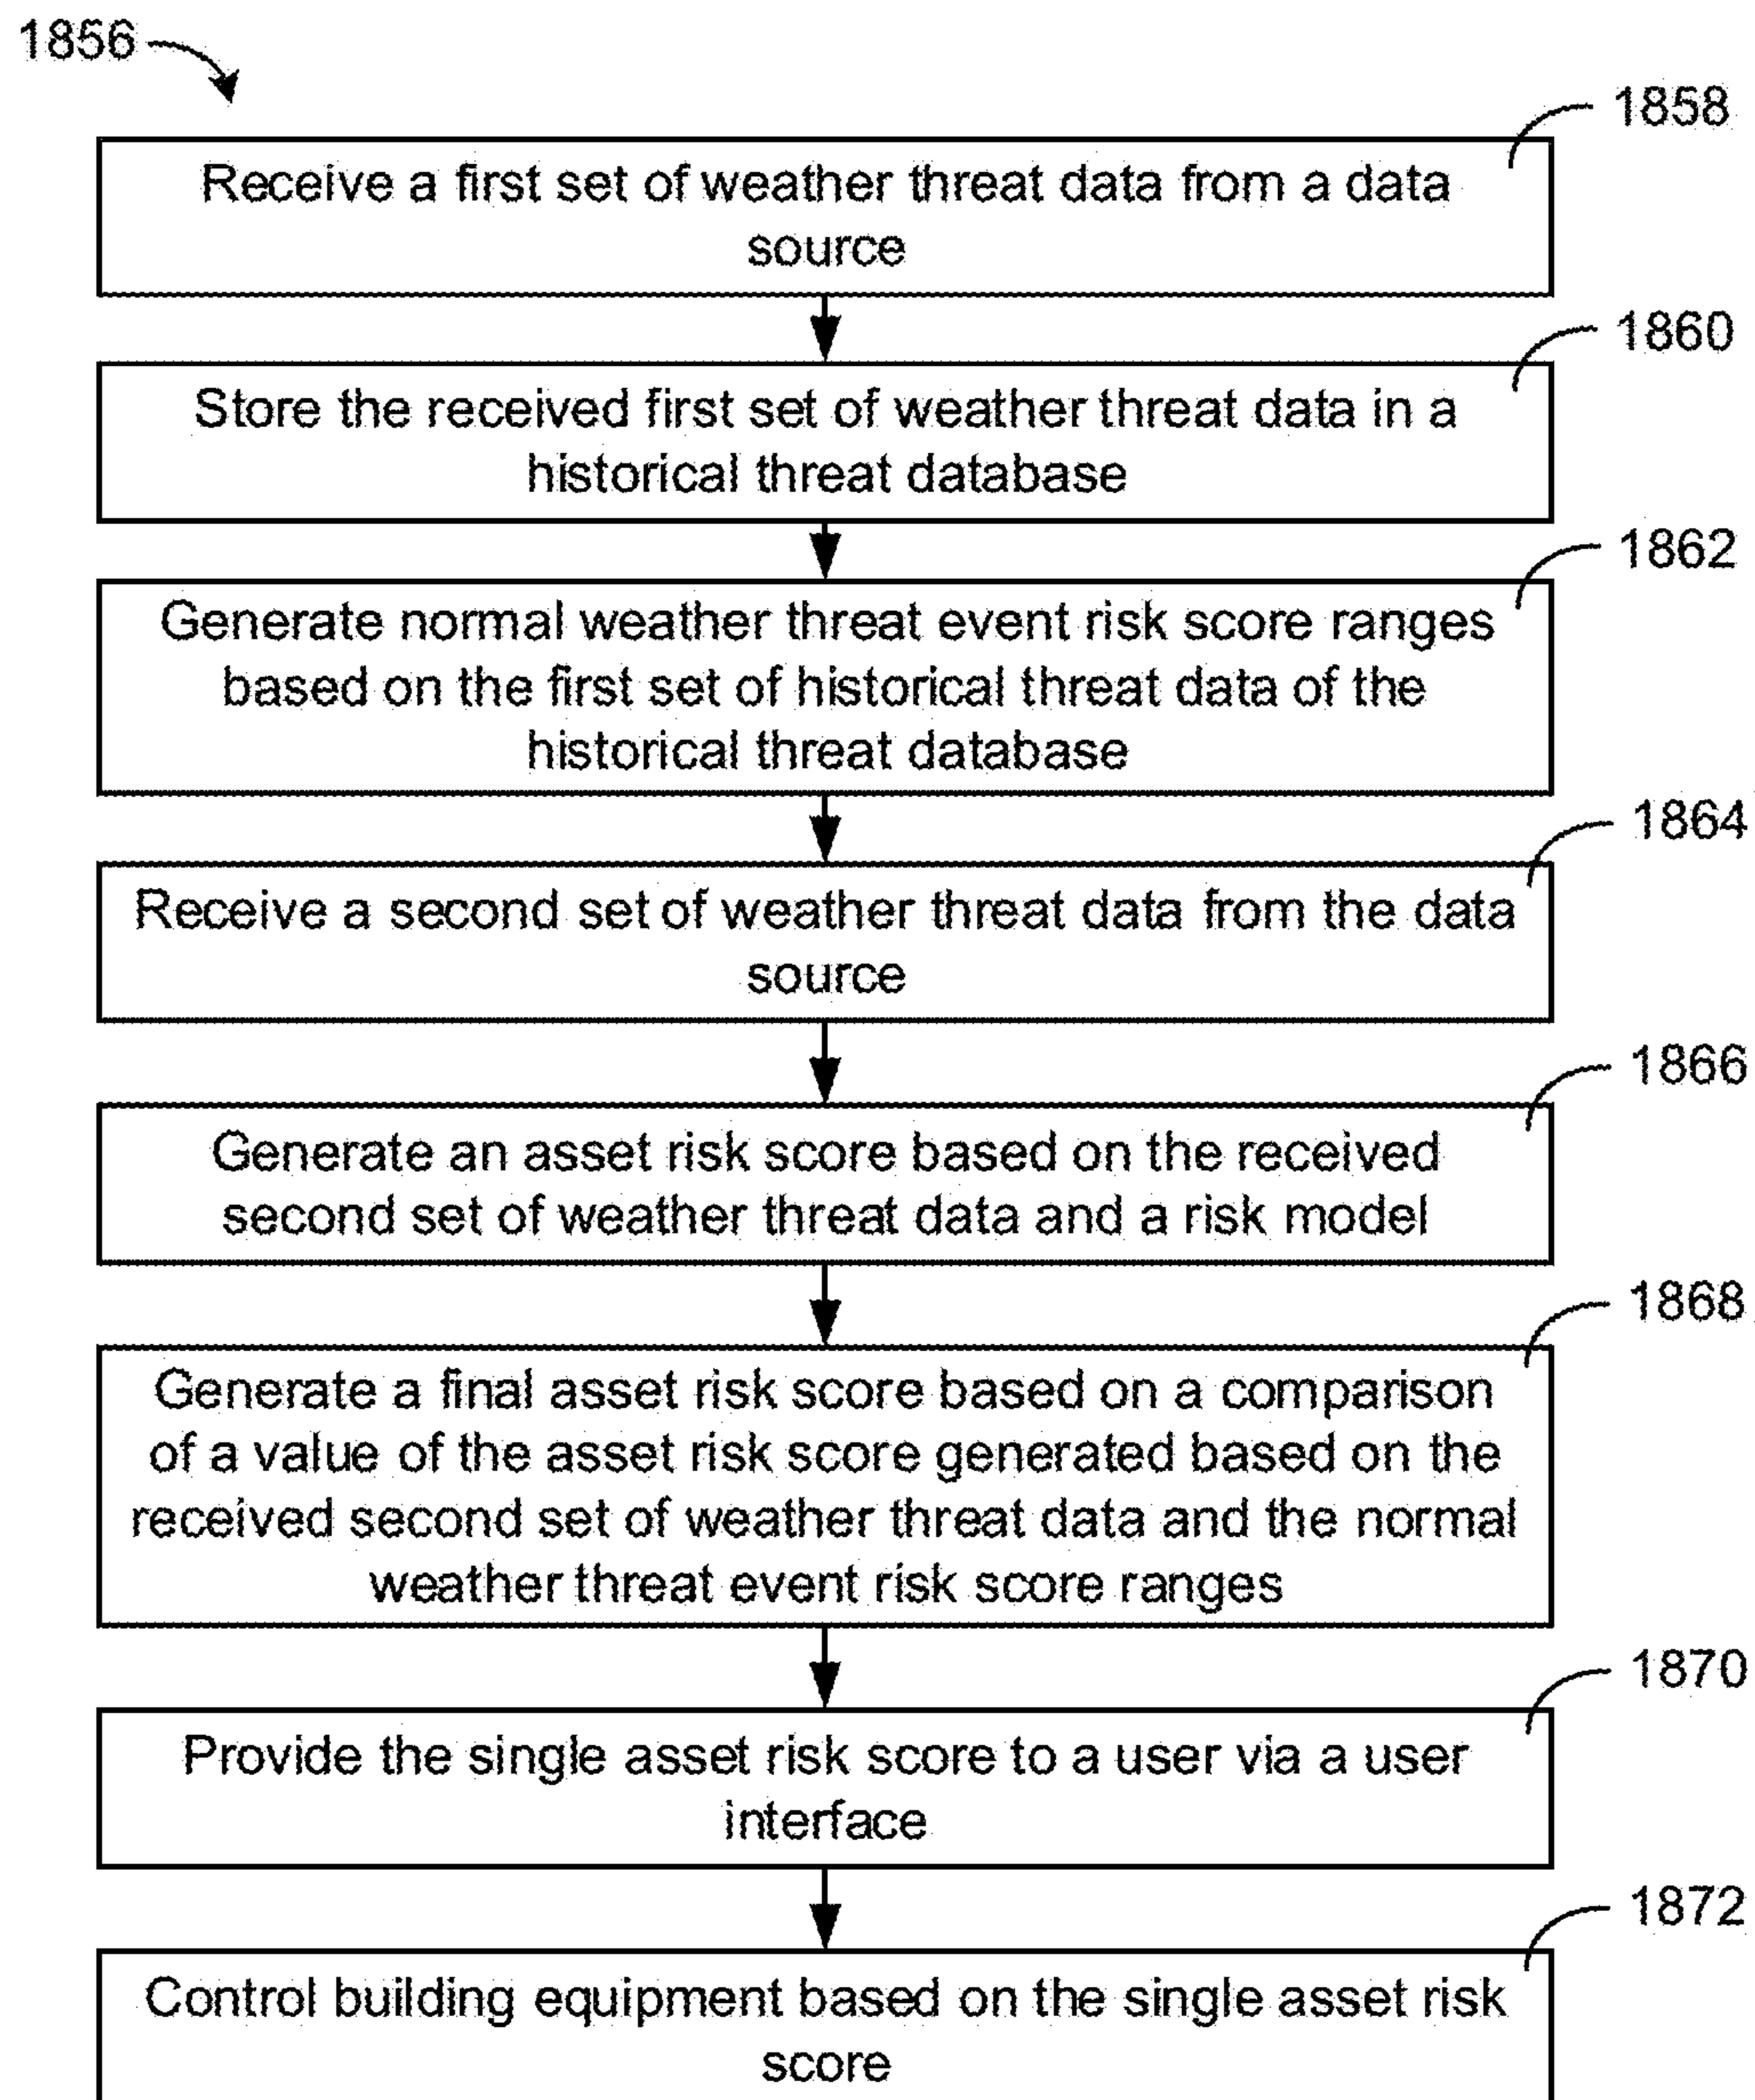 1856
1858
Receive a first set of weather threat data from a data
source
1860
Store the received first set of weather threat data in a
historical threat database
1862
Generate normal weather threat event risk score ranges
based on the first set of historical threat data of the
historical threat database
1864
Receive a second set of weather threat data from the data
source
1866
Generate an asset risk score based on the received
second set of weather threat data and a risk model
1868
Generate a final asset risk score based on a comparison
of a value of the asset risk score generated based on the
received second set of weather threat data and the normal
weather threat event risk score ranges
1870
Provide the single asset risk score to a user via a user
interface
1872
Control building equipment based on the single asset risk
score